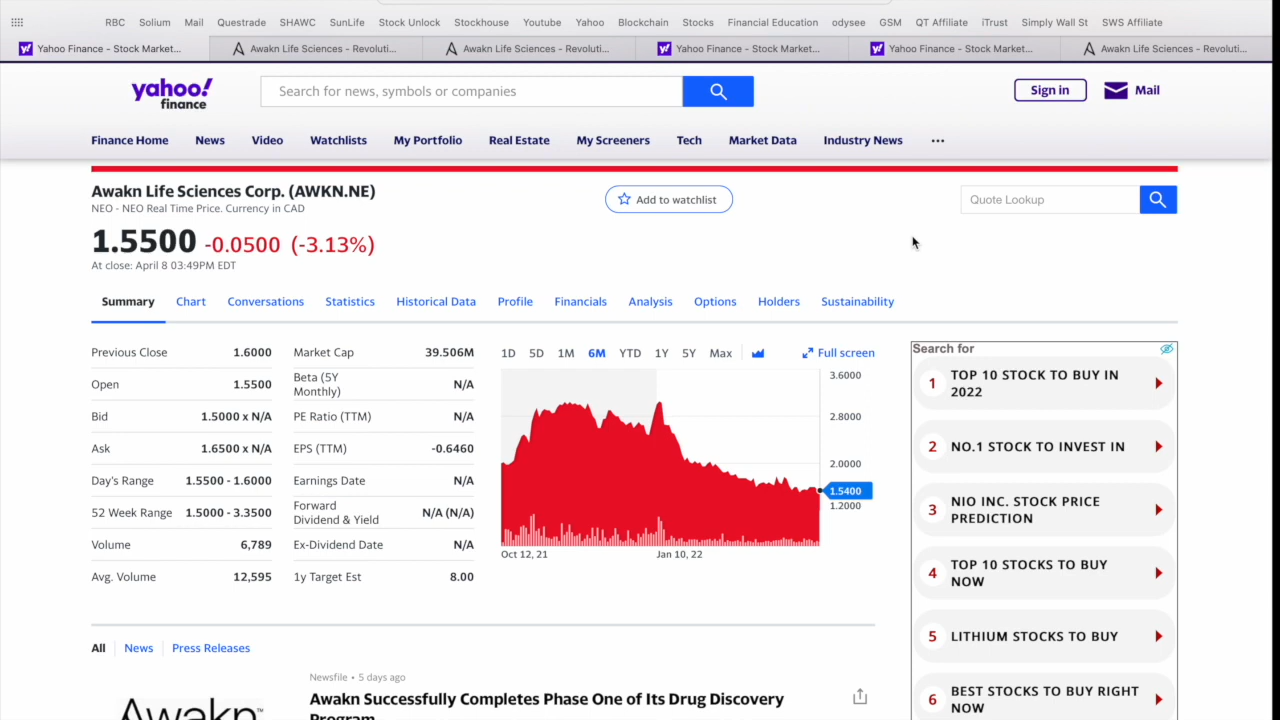 RBC Solium Mail Questrade SHAWC SunLife Stock Unlock Stockhouse Youtube Yahoo Blockchain Stocks Financial Education odysee GSM QT Affiliate iTrust Simply Wall St SWS Affiliate
Yahoo Finance - Stock Market... Awakn Life Sciences - Revoluti... Awakn Life Sciences - Revoluti... Yahoo Finance - Stock Market... Yahoo Finance - Stock Market... Awakn Life Sciences - Revoluti...
yahoo!
finance
Search for news, symbols or companies
Sign in Mail
Finance Home News Video Watchlists My Portfolio Real Estate My Screeners Tech Market Data Industry News ...
Awakn Life Sciences Corp. (AWKN.NE)
NEO - NEO Real Time Price. Currency in CAD
Add to watchlist
Quote Lookup
1.5500 -0.0500 (-3.13%)
At close: April 8 03:49PM EDT
Summary Chart Conversations Statistics Historical Data Profile Financials Analysis Options Holders Sustainability
Previous Close 1.6000
Open 1.5500
Bid 1.5000 x N/A
Ask 1.6500 x N/A
Day's Range 1.5500 - 1.6000
52 Week Range 1.5000 - 3.3500
Volume 6,789
Avg. Volume 12,595
Market Cap 39.506M
Beta (5Y
Monthly) N/A
PE Ratio (TTM) N/A
EPS (TTM) -0.6460
Earnings Date N/A
Forward
Dividend & Yield N/A (N/A)
Ex-Dividend Date N/A
1y Target Est 8.00
1D 5D 1M 6M YTD 1Y 5Y Max Full screen
3.6000
2.8000
2.0000
1.5400
1.2000
Oct 12, 21 Jan 10, 22
Search for
1 TOP 10 STOCK TO BUY IN
2022
2 NO.1 STOCK TO INVEST IN
3 NIO INC. STOCK PRICE
PREDICTION
4 TOP 10 STOCKS TO BUY
NOW
5 LITHIUM STOCKS TO BUY
6 BEST STOCKS TO BUY RIGHT
NOW
All News Press Releases
Newsfile • 5 days ago
Awakn Successfully Completes Phase One of Its Drug Discovery
Program
Awakn™